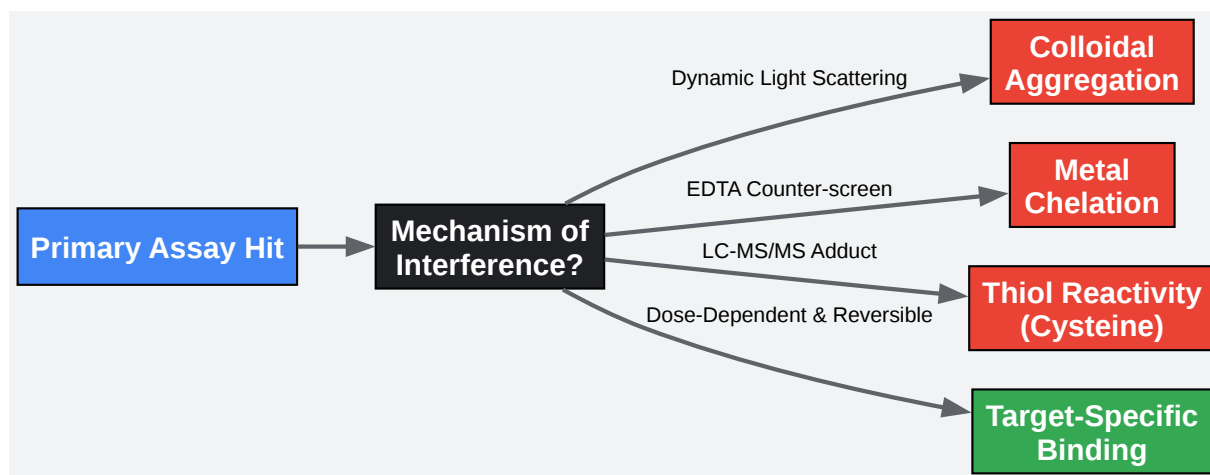 Primary Assay Hit
Mechanism of
Interference?
Dynamic Light Scattering
EDTA Counter-screen
LC-MS/MS Adduct
Dose-Dependent & Reversible
Colloidal
Aggregation
Metal
Chelation
Thiol Reactivity
(Cysteine)
Target-Specific
Binding